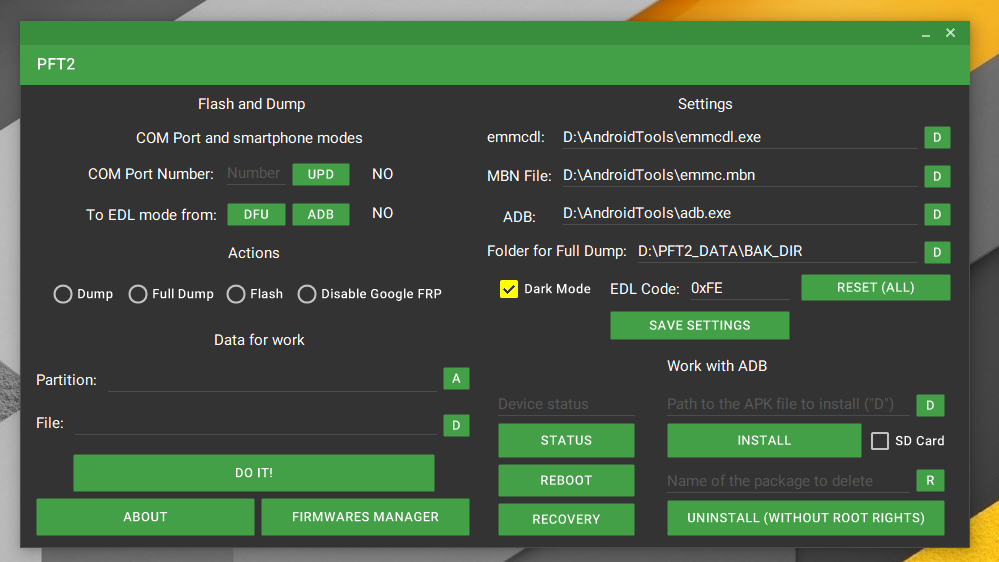 PFT2
Flash and Dump
COM Port and smartphone modes
COM Port Number: Number UPD NO
To EDL mode from: DFU ADB NO
Actions
Dump Full Dump Flash Disable Google FRP
Data for work
Partition: A
File: D
DO IT!
ABOUT FIRMWARES MANAGER
Settings
emmcdl: D:\AndroidTools\emmcdl.exe D
MBN File: D:\AndroidTools\emmc.mbn D
ADB: D:\AndroidTools\adb.exe D
Folder for Full Dump: D:\PFT2_DATA\BAK_DIR D
Dark Mode EDL Code: 0xFE RESET (ALL)
SAVE SETTINGS
Work with ADB
Device status Path to the APK file to install ("D") D
STATUS INSTALL SD Card
REBOOT Name of the package to delete R
RECOVERY UNINSTALL (WITHOUT ROOT RIGHTS)